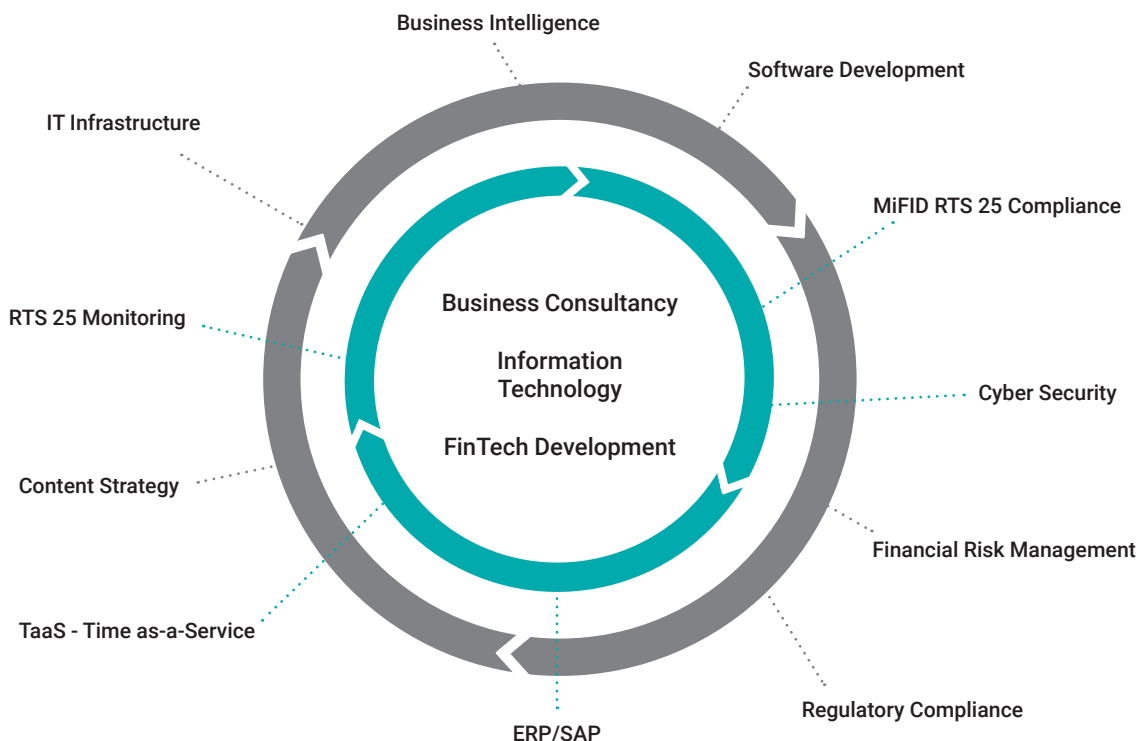 Business Intelligence
Software Development
IT Infrastructure
MiFID RTS 25 Compliance
Business Consultancy
RTS 25 Monitoring
Information
Technology
Cyber Security
FinTech Development
Content Strategy
Financial Risk Management
TaaS - Time as-a-Service
Regulatory Compliance
ERP/SAP